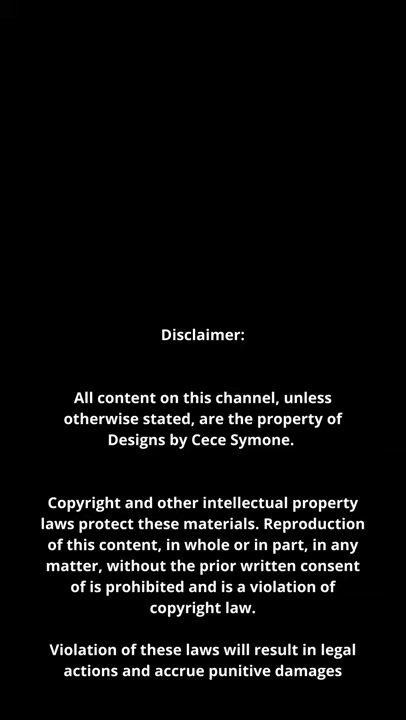 Disclaimer:
All content on this channel, unless
otherwise stated, are the property of
Designs by Cece Symone.
Copyright and other intellectual property
laws protect these materials. Reproduction
of this content, in whole or in part, in any
matter, without the prior written consent
of is prohibited and is a violation of
copyright law.
Violation of these laws will result in legal
actions and accrue punitive damages